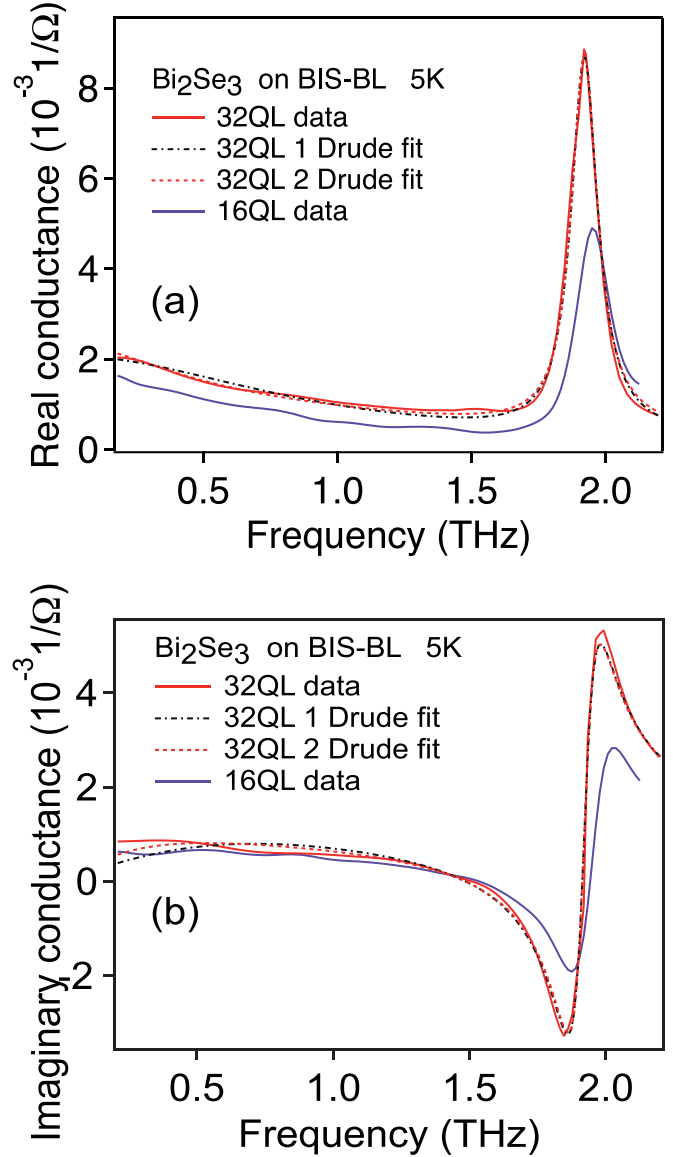 Real conductance (10⁻³ 1/Ω)
8
6
4
2
0
Bi₂Se₃ on BIS-BL 5K
32QL data
32QL 1 Drude fit
32QL 2 Drude fit
16QL data
(a)
0.5 1.0 1.5 2.0
Frequency (THz)
Imaginary conductance (10⁻³ 1/Ω)
4
2
0
-2
Bi₂Se₃ on BIS-BL 5K
32QL data
32QL 1 Drude fit
32QL 2 Drude fit
16QL data
(b)
0.5 1.0 1.5 2.0
Frequency (THz)